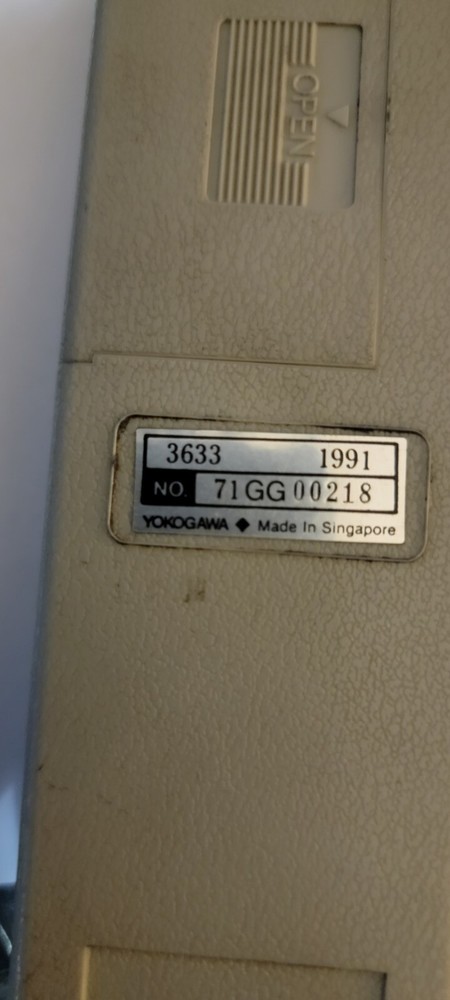 OPEN
3633 1991
NO. 71GG00218
YOKOGAWA ◆ Made In Singapore